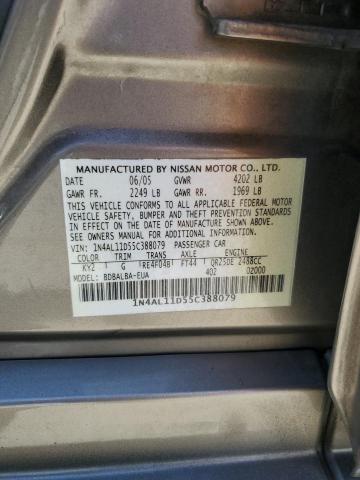 MANUFACTURED BY NISSAN MOTOR CO., LTD.
DATE 06/05 GVWR 4202 LB
GAWR FR. 2249 LB GAWR RR. 1969 LB
THIS VEHICLE CONFORMS TO ALL APPLICABLE FEDERAL MOTOR
VEHICLE SAFETY, BUMPER AND THEFT PREVENTION STANDARDS
IN EFFECT ON THE DATE OF MANUFACTURE SHOWN ABOVE.
SEE OWNERS MANUAL FOR ADDITIONAL INFORMATION
VIN: 1N4AL11D55C388079 PASSENGER CAR
COLOR TRIM TRANS AXLE ENGINE
KY2 G RE4F04B FT44 QR25DE 2488CC
MODEL: BDBALBA-EUA 402 02000
1N4AL11D55C388079